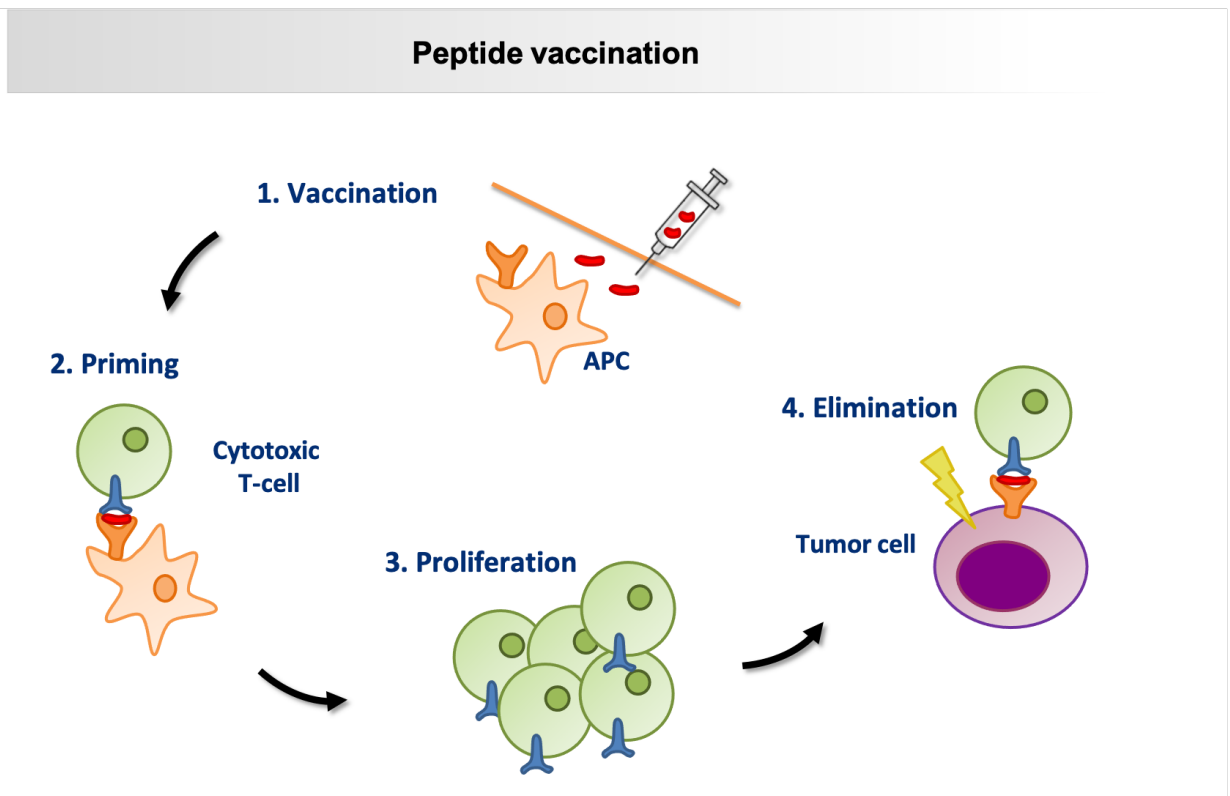 Peptide vaccination
1. Vaccination
APC
2. Priming
Cytotoxic
T-cell
3. Proliferation
4. Elimination
Tumor cell